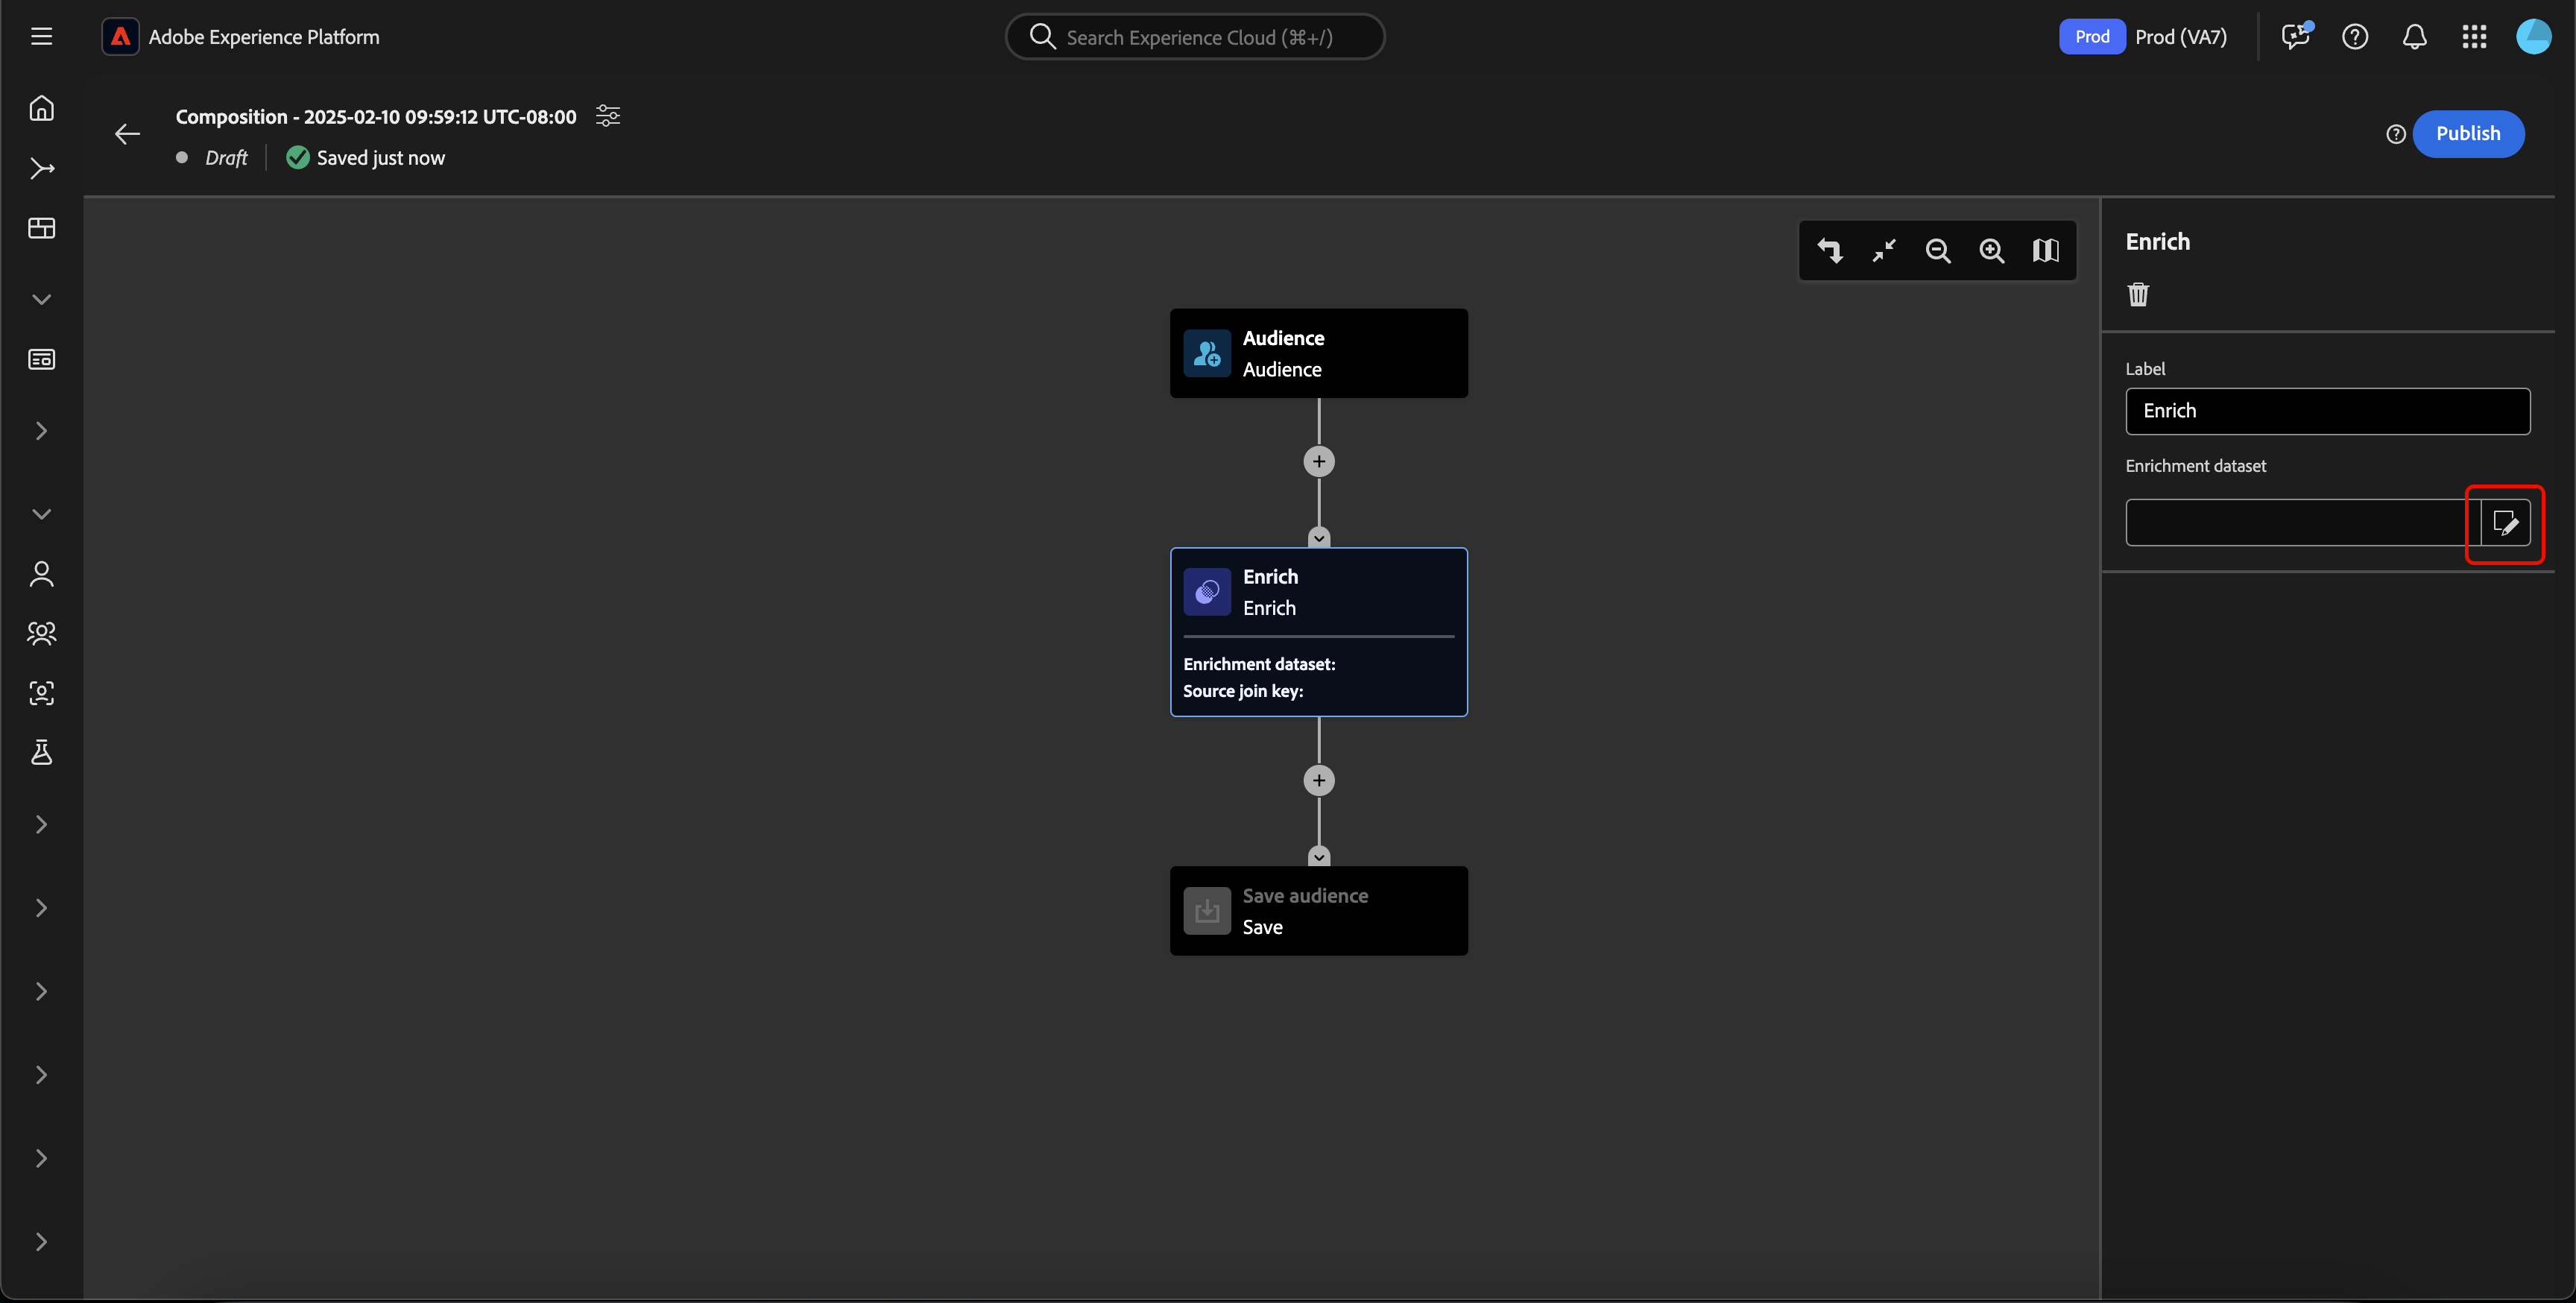 Adobe Experience Platform
Search Experience Cloud (⌘+/)
Prod
Prod (VA7)
Composition - 2025-02-10 09:59:12 UTC-08:00
Draft
Saved just now
Publish
Enrich
Label
Enrich
Enrichment dataset
Audience
Audience
Enrich
Enrich
Enrichment dataset:
Source join key:
Save audience
Save